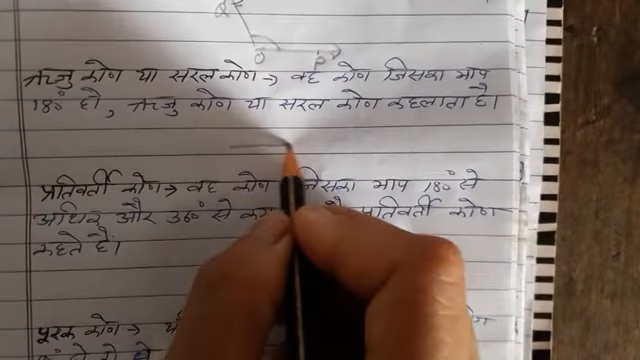 Q
O P
ऋजु कोण या सरल कोण → वह कोण जिसका माप
180° हो, ऋजु कोण या सरल कोण कहलाता है।
प्रतिवर्ती कोण → वह कोण जिसका माप 180° से
अधिक और 360° से प्रतिवर्ती कोण
कहते हैं।
पूरक कोण →